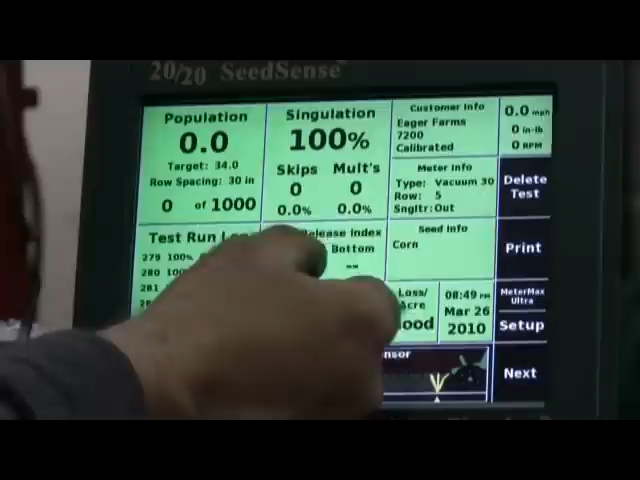 20/20 SeedSense
Population
0.0
Target: 34.0
Row Spacing: 30 in
0 of 1000
Singulation
100%
Skips Mult's
0 0
0.0% 0.0%
Customer Info
Eager Farms
7200
Calibrated
Meter Info
Type: Vacuum 30
Row: 5
Sngltr: Out
0.0 mph
0 in-lb
0 RPM
Delete
Test
Test Run
279 100%
280
281
Release Index
Bottom
--
Seed Info
Corn
Loss/
Acre
08:49 PM
Mar 26
2010
Print
MeterMax
Ultra
Setup
Next